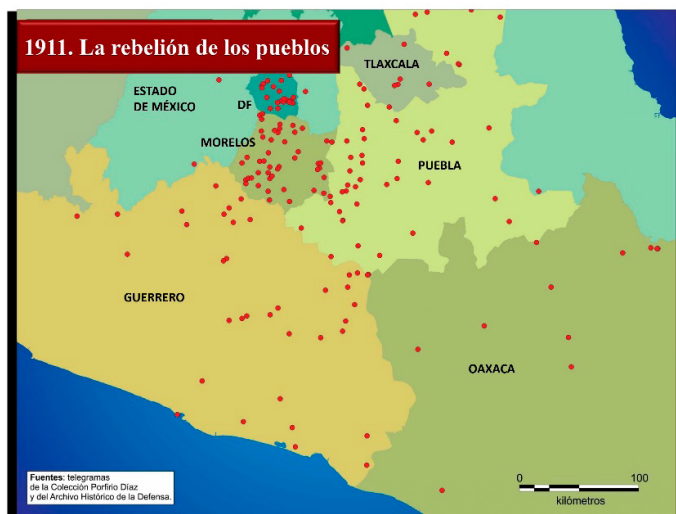 1911. La rebelión de los pueblos
TLAXCALA
ESTADO
DE MÉXICO
DF
MORELOS
PUEBLA
GUERRERO
OAXACA
Fuentes: telegramas
de la Colección Porfirio Díaz
y del Archivo Histórico de la Defensa.
0 100
kilómetros